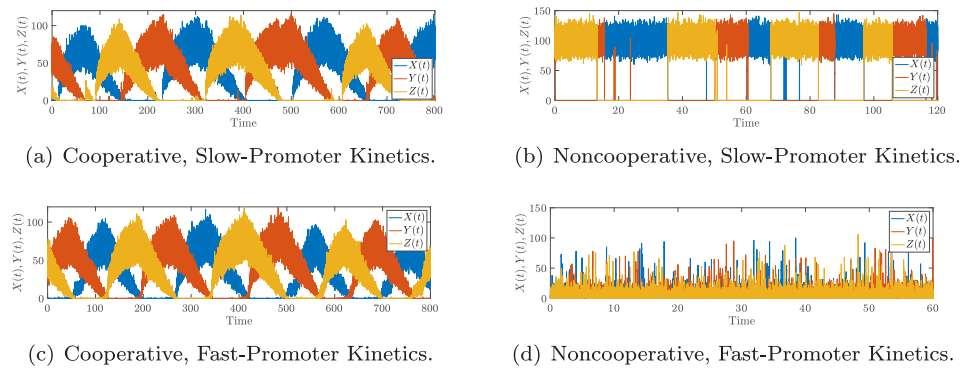 X(t), Y(t), Z(t)
100
50
0
X(t)
Y(t)
Z(t)
0 100 200 300 400 500 600 700 800
Time
(a) Cooperative, Slow-Promoter Kinetics.
X(t), Y(t), Z(t)
150
100
50
0
X(t)
Y(t)
Z(t)
0 20 40 60 80 100 120
Time
(b) Noncooperative, Slow-Promoter Kinetics.
X(t), Y(t), Z(t)
100
50
0
X(t)
Y(t)
Z(t)
0 100 200 300 400 500 600 700 800
Time
(c) Cooperative, Fast-Promoter Kinetics.
X(t), Y(t), Z(t)
150
100
50
0
X(t)
Y(t)
Z(t)
0 10 20 30 40 50 60
Time
(d) Noncooperative, Fast-Promoter Kinetics.